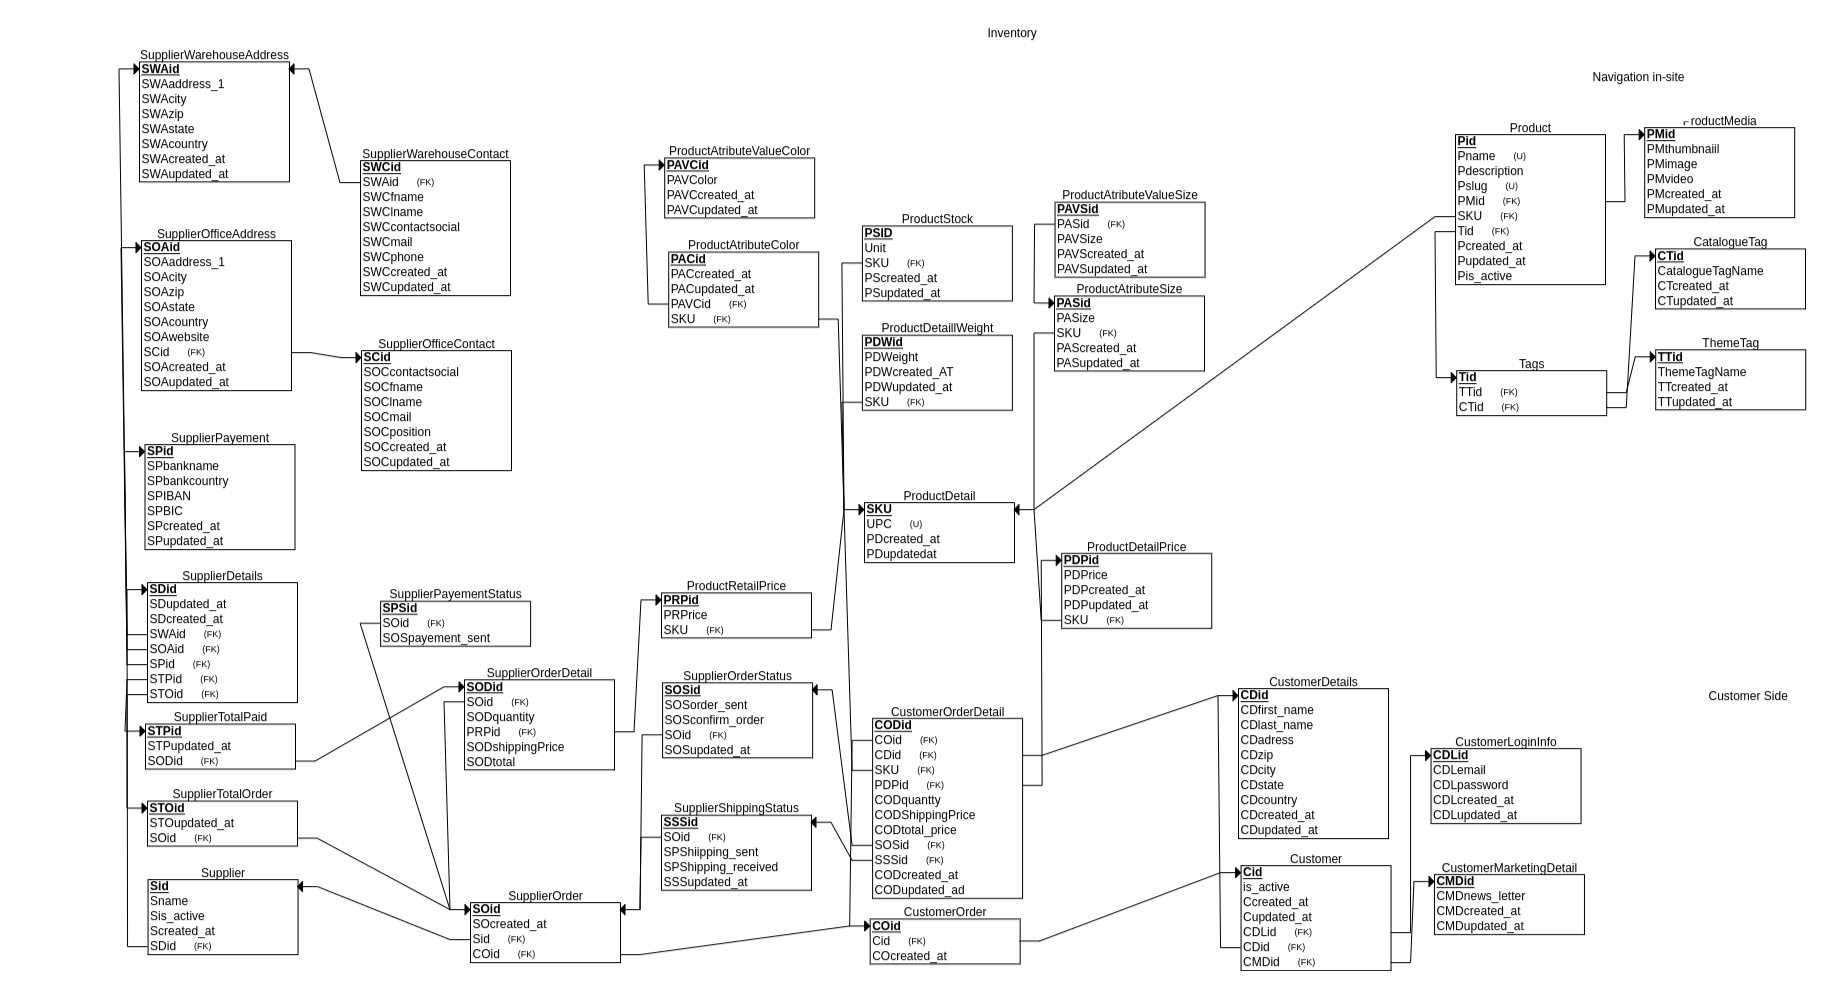 Inventory
Navigation in-site
Customer Side
SupplierWarehouseAddress
SWAid
SWAaddress_1
SWAcity
SWAzip
SWAstate
SWAcountry
SWAcreated_at
SWAupdated_at
SupplierWarehouseContact
SWCid
SWAid (FK)
SWCfname
SWClname
SWCcontactsocial
SWCmail
SWCphone
SWCcreated_at
SWCupdated_at
SupplierOfficeAddress
SOAid
SOAaddress_1
SOAcity
SOAzip
SOAstate
SOAcountry
SOAwebsite
SCid (FK)
SOAcreated_at
SOAupdated_at
SupplierOfficeContact
SCid
SOCcontactsocial
SOCfname
SOClname
SOCmail
SOCposition
SOCcreated_at
SOCupdated_at
SupplierPayement
SPid
SPbankname
SPbankcountry
SPIBAN
SPBIC
SPcreated_at
SPupdated_at
SupplierDetails
SDid
SDupdated_at
SDcreated_at
SWAid (FK)
SOAid (FK)
SPid (FK)
STPid (FK)
STOid (FK)
SupplierTotalPaid
STPid
STPupdated_at
SODid (FK)
SupplierTotalOrder
STOid
STOupdated_at
SOid (FK)
Supplier
Sid
Sname
Sis_active
Screated_at
SDid (FK)
SupplierPayementStatus
SPSid
SOid (FK)
SOSpayement_sent
SupplierOrderDetail
SODid
SOid (FK)
SODquantity
PRPid (FK)
SODshippingPrice
SODtotal
SupplierOrder
SOid
SOcreated_at
Sid (FK)
COid (FK)
ProductAtributeValueColor
PAVCid
PAVColor
PAVCcreated_at
PAVCupdated_at
ProductAtributeColor
PACid
PACcreated_at
PACupdated_at
PAVCid (FK)
SKU (FK)
ProductRetailPrice
PRPid
PRPrice
SKU (FK)
SupplierOrderStatus
SOSid
SOSorder_sent
SOSconfirm_order
SOid (FK)
SOSupdated_at
SupplierShippingStatus
SSSid
SOid (FK)
SPShiipping_sent
SPShipping_received
SSSupdated_at
ProductStock
PSID
Unit
SKU (FK)
PScreated_at
PSupdated_at
ProductDetaillWeight
PDWid
PDWeight
PDWcreated_AT
PDWupdated_at
SKU (FK)
ProductDetail
SKU
UPC (U)
PDcreated_at
PDupdatedat
CustomerOrderDetail
CODid
COid (FK)
CDid (FK)
SKU (FK)
PDPid (FK)
CODquantty
CODShippingPrice
CODtotal_price
SOSid (FK)
SSSid (FK)
CODcreated_at
CODupdated_ad
CustomerOrder
COid
Cid (FK)
COcreated_at
ProductAtributeValueSize
PAVSid
PASid (FK)
PAVSize
PAVScreated_at
PAVSupdated_at
ProductAtributeSize
PASid
PASize
SKU (FK)
PAScreated_at
PASupdated_at
ProductDetailPrice
PDPid
PDPrice
PDPcreated_at
PDPupdated_at
SKU (FK)
CustomerDetails
CDid
CDfirst_name
CDlast_name
CDadress
CDzip
CDcity
CDstate
CDcountry
CDcreated_at
CDupdated_at
Customer
Cid
is_active
Ccreated_at
Cupdated_at
CDLid (FK)
CDid (FK)
CMDid (FK)
CustomerLoginInfo
CDLid
CDLemail
CDLpassword
CDLcreated_at
CDLupdated_at
CustomerMarketingDetail
CMDid
CMDnews_letter
CMDcreated_at
CMDupdated_at
Product
Pid
Pname (U)
Pdescription
Pslug (U)
PMid (FK)
SKU (FK)
Tid (FK)
Pcreated_at
Pupdated_at
Pis_active
ProductMedia
PMid
PMthumbnaiil
PMimage
PMvideo
PMcreated_at
PMupdated_at
CatalogueTag
CTid
CatalogueTagName
CTcreated_at
CTupdated_at
ThemeTag
TTid
ThemeTagName
TTcreated_at
TTupdated_at
Tags
Tid
TTid (FK)
CTid (FK)